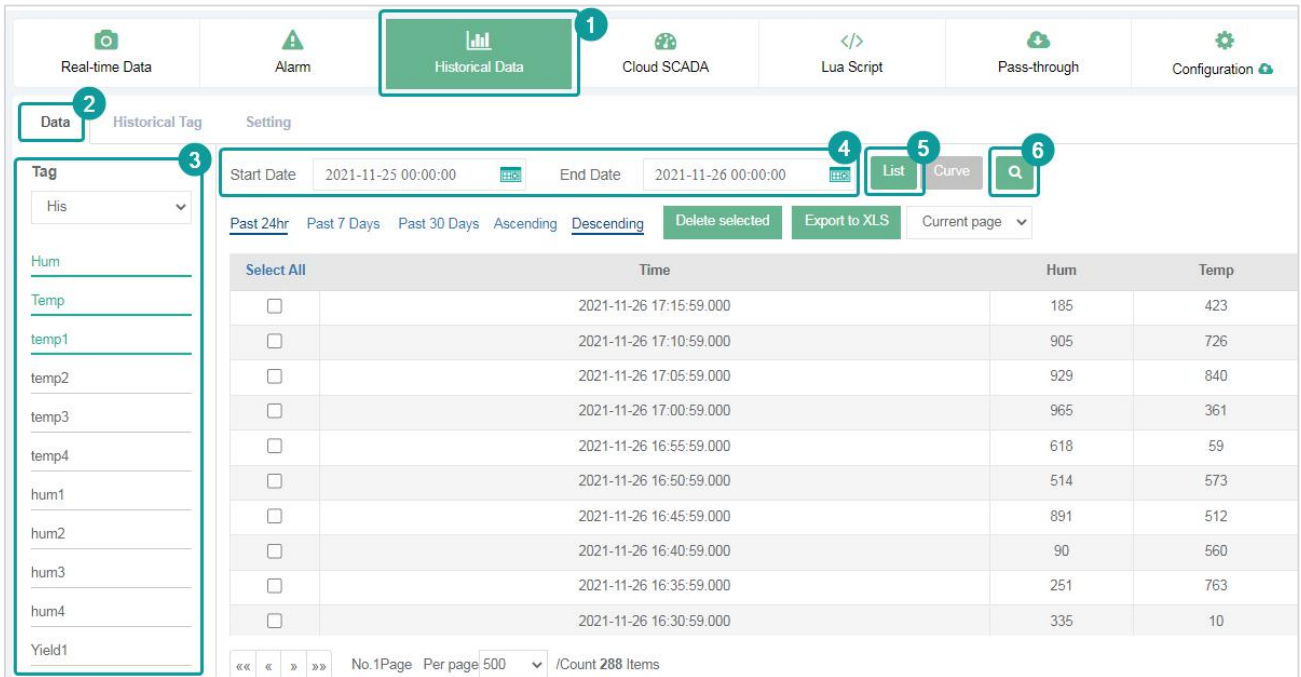 1
Real-time Data Alarm Historical Data Cloud SCADA </> Lua Script Pass-through Configuration
2
Data Historical Tag Setting
3
Tag
His
Hum
Temp
temp1
temp2
temp3
temp4
hum1
hum2
hum3
hum4
Yield1
4 5 6
Start Date 2021-11-25 00:00:00 End Date 2021-11-26 00:00:00 List Curve
Past 24hr Past 7 Days Past 30 Days Ascending Descending Delete selected Export to XLS Current page
Select All Time Hum Temp
2021-11-26 17:15:59.000 185 423
2021-11-26 17:10:59.000 905 726
2021-11-26 17:05:59.000 929 840
2021-11-26 17:00:59.000 965 361
2021-11-26 16:55:59.000 618 59
2021-11-26 16:50:59.000 514 573
2021-11-26 16:45:59.000 891 512
2021-11-26 16:40:59.000 90 560
2021-11-26 16:35:59.000 251 763
2021-11-26 16:30:59.000 335 10
«« « » »» No.1Page Per page 500 /Count 288 Items